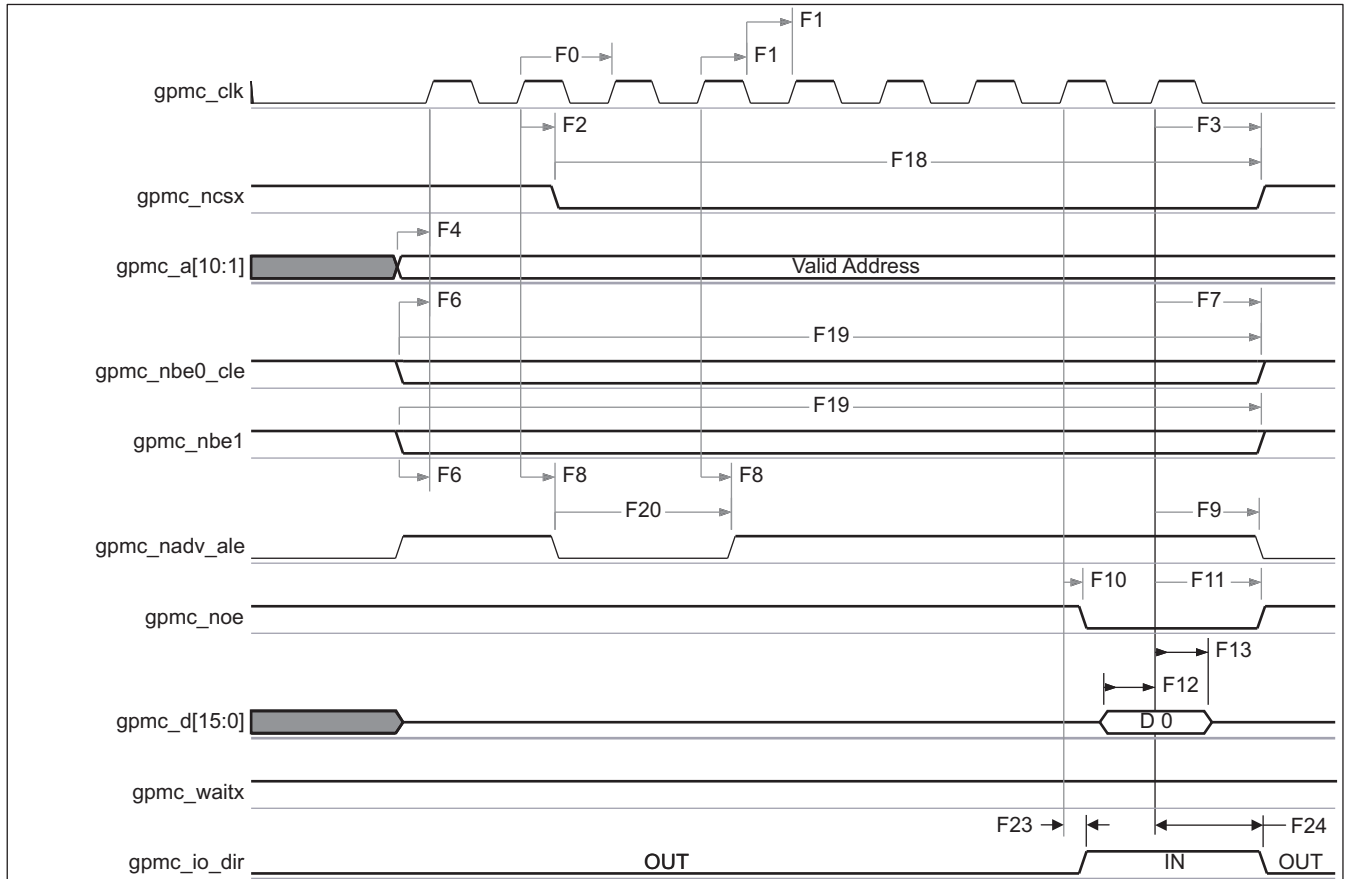 F1
F0 F1
gpmc_clk
F2 F3
F18
gpmc_ncsx
F4
gpmc_a[10:1] Valid Address
F6 F7
F19
gpmc_nbe0_cle
F19
gpmc_nbe1
F6 F8 F8
F20 F9
gpmc_nadv_ale
F10 F11
gpmc_noe
F13
F12
gpmc_d[15:0] D 0
gpmc_waitx
F23 F24
gpmc_io_dir OUT IN OUT